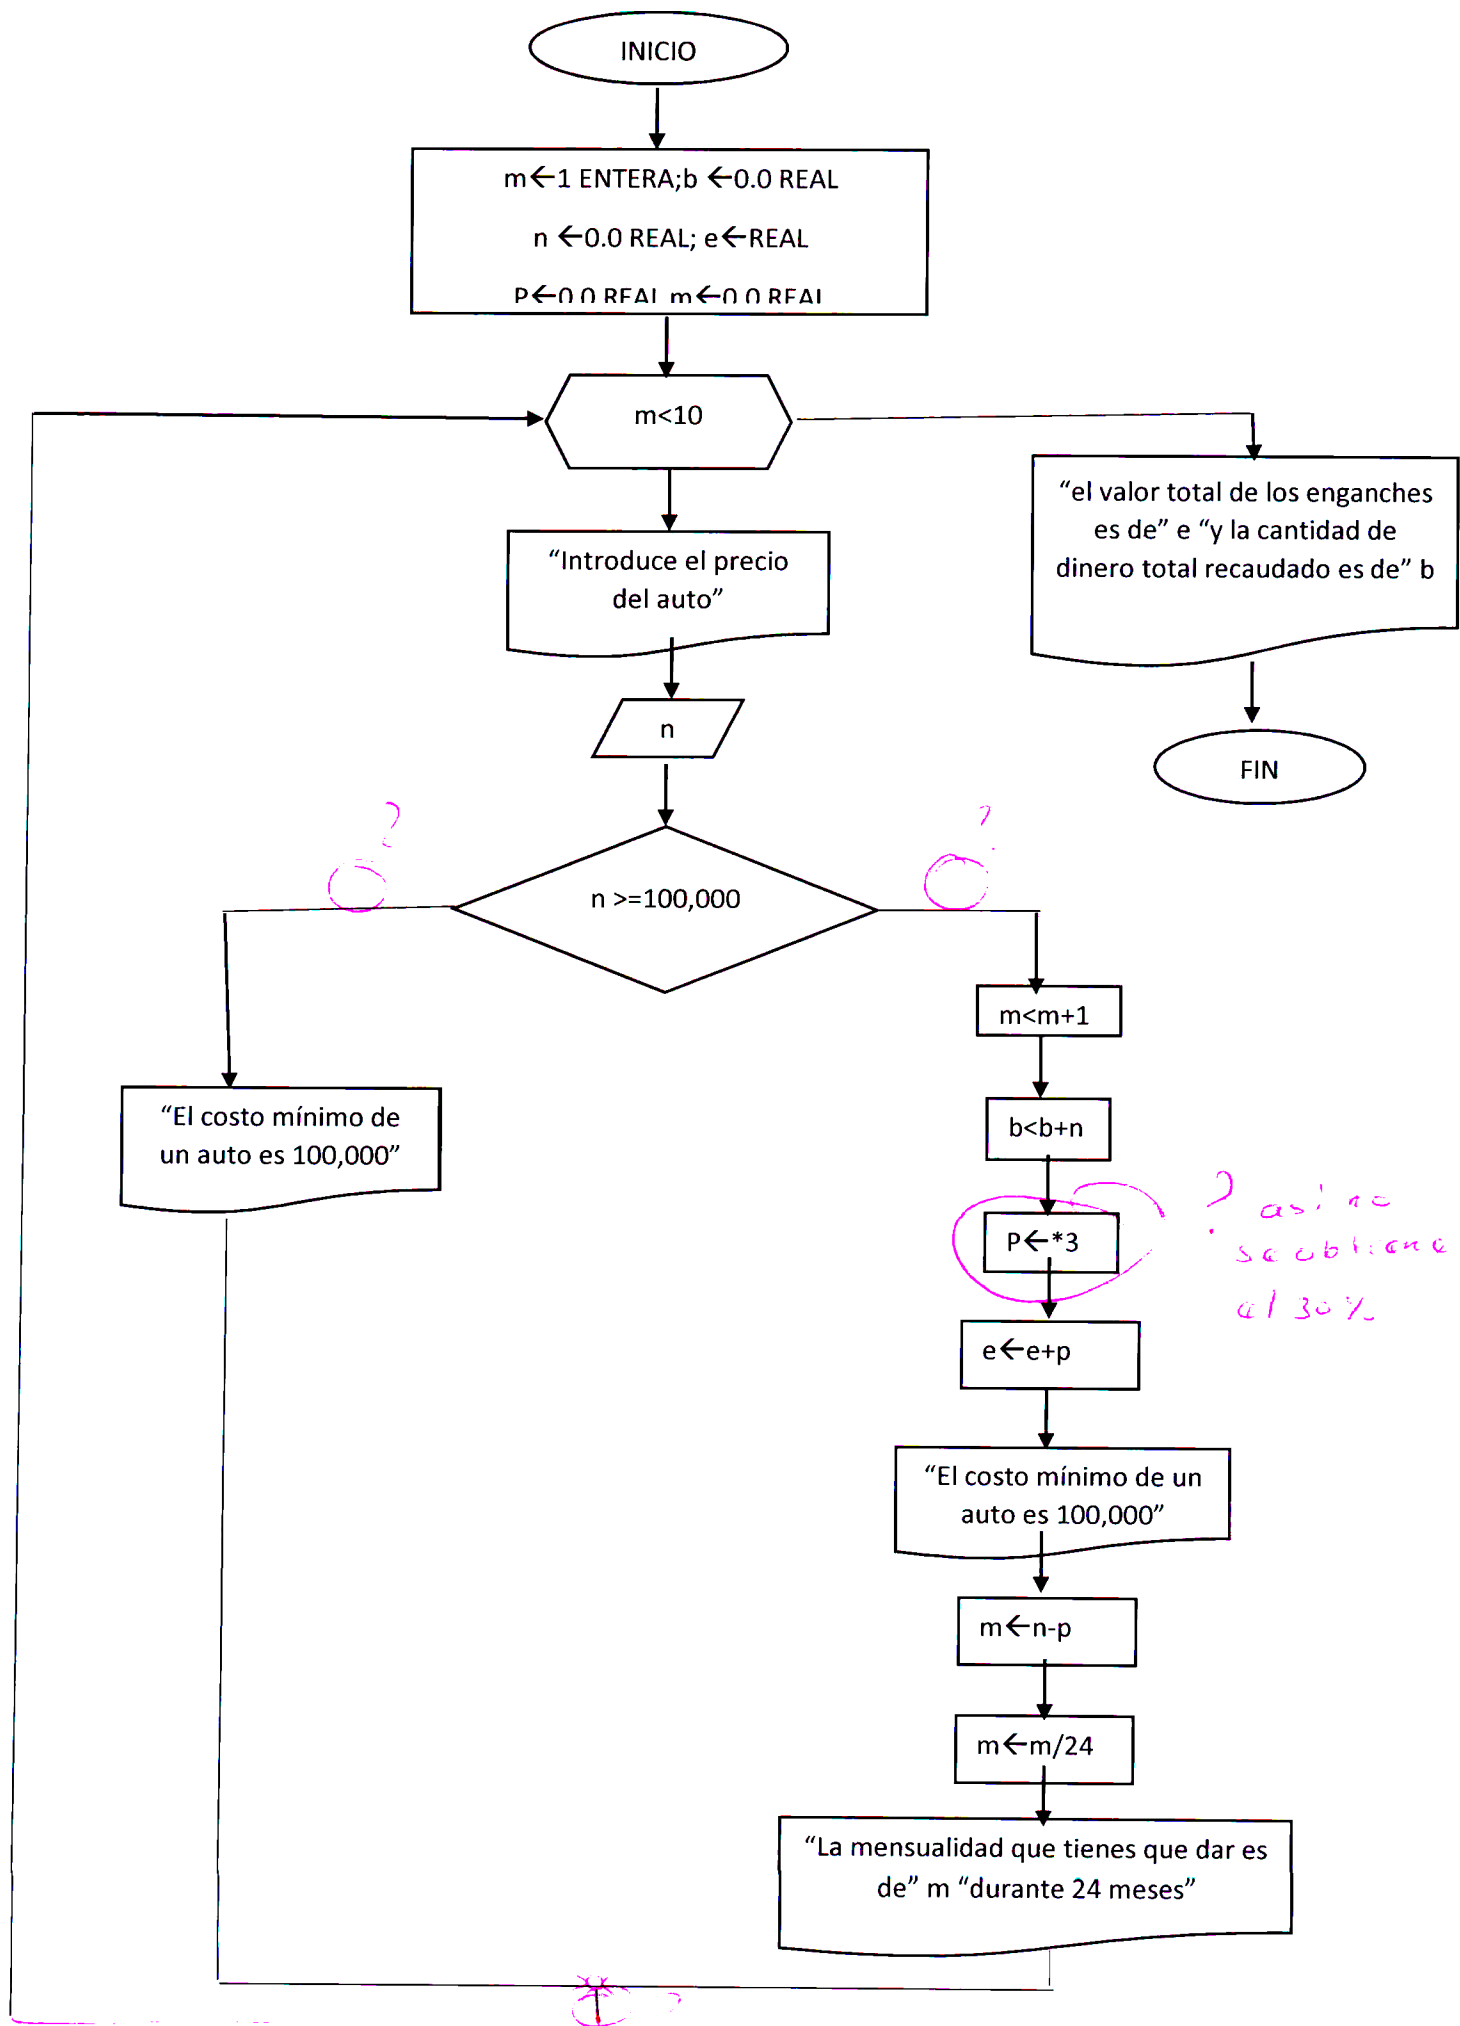 INICIO
m←1 ENTERA;b ←0.0 REAL
n ←0.0 REAL; e←REAL
P←0.0 REAL m←0.0 REAL
m<10
"el valor total de los enganches
es de" e "y la cantidad de
dinero total recaudado es de" b
"Introduce el precio
del auto"
n
FIN
? ?
n >=100,000
m<m+1
"El costo mínimo de
un auto es 100,000"
b<b+n
P←*3
? asi no
se obtiene
el 30%
e←e+p
"El costo mínimo de un
auto es 100,000"
m←n-p
m←m/24
"La mensualidad que tienes que dar es
de" m "durante 24 meses"
?